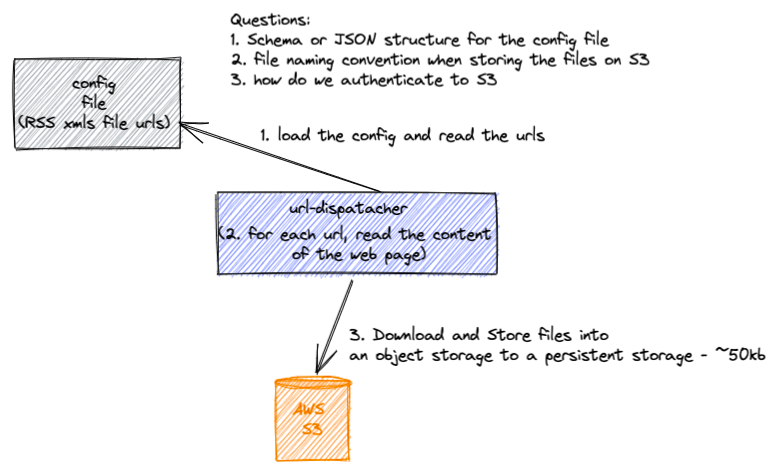 Questions:
1. Schema or JSON structure for the config file
2. file naming convention when storing the files on S3
3. how do we authenticate to S3
config
file
(RSS xmls file urls)
1. load the config and read the urls
url-dispatacher
(2. for each url, read the content
of the web page)
3. Download and Store files into
an object storage to a persistent storage - ~50kb
AWS
S3